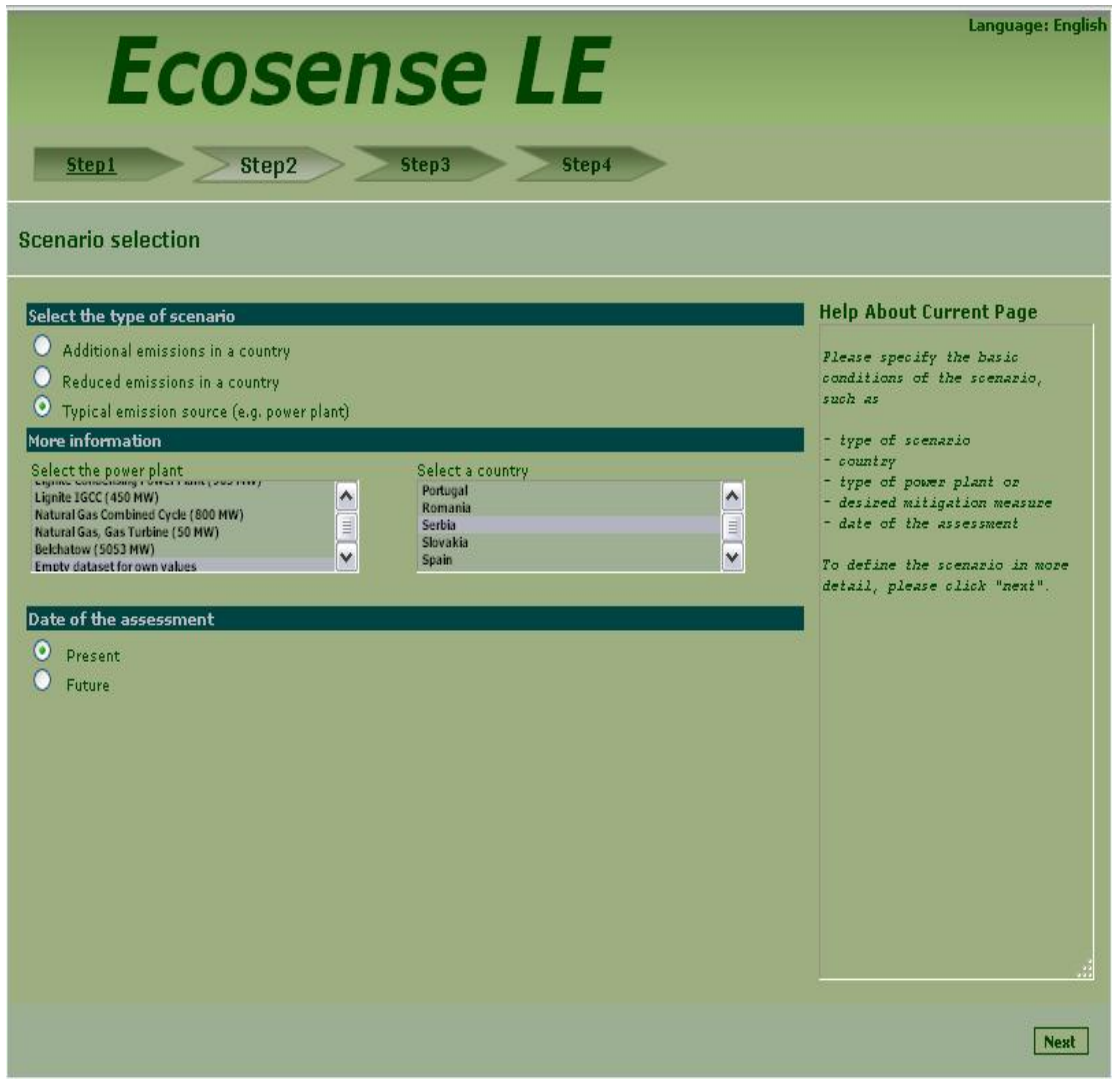 Language: English
Ecosense LE
Step1 Step2 Step3 Step4
Scenario selection
Select the type of scenario
Additional emissions in a country
Reduced emissions in a country
Typical emission source (e.g. power plant)
More information
Select the power plant
Lignite IGCC (450 MW)
Natural Gas Combined Cycle (800 MW)
Natural Gas, Gas Turbine (50 MW)
Belchatow (5053 MW)
Empty dataset for own values
Select a country
Portugal
Romania
Serbia
Slovakia
Spain
Date of the assessment
Present
Future
Help About Current Page
Please specify the basic
conditions of the scenario,
such as
- type of scenario
- country
- type of power plant or
- desired mitigation measure
- date of the assessment
To define the scenario in more
detail, please click "next".
Next